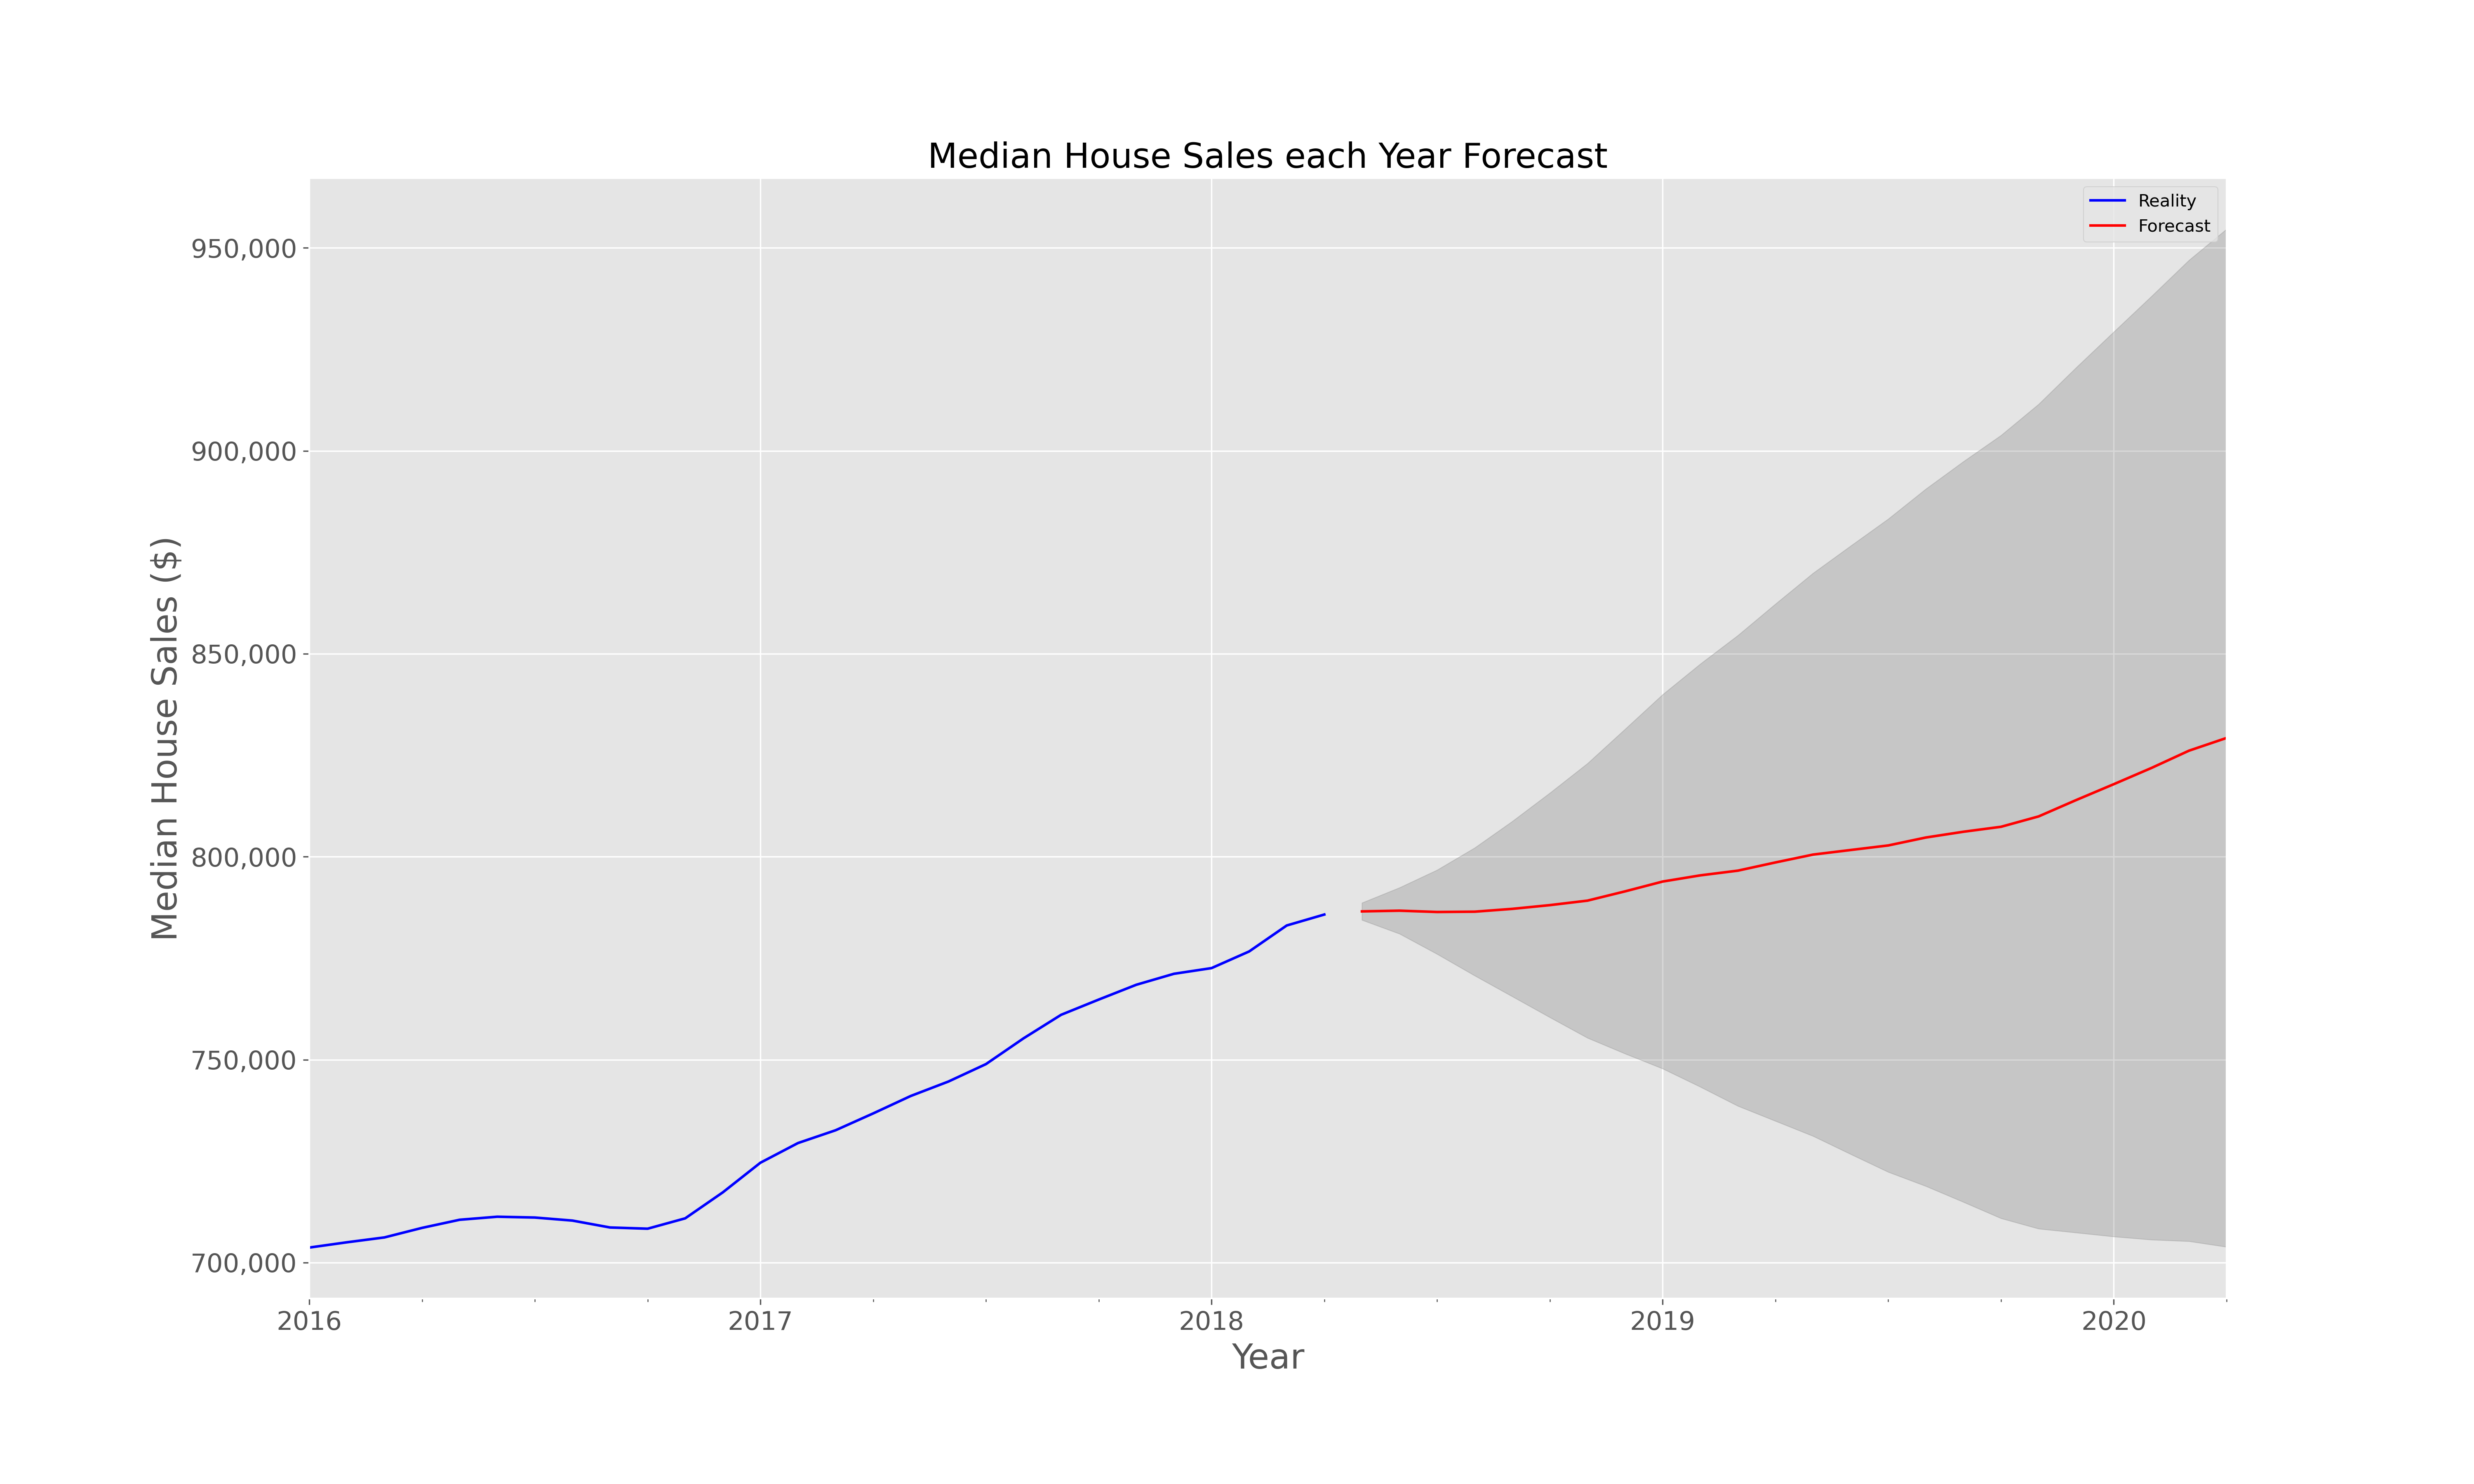 Median House Sales each Year Forecast
Reality
Forecast
950,000
900,000
850,000
800,000
750,000
700,000
Median House Sales ($)
2016 2017 2018 2019 2020
Year